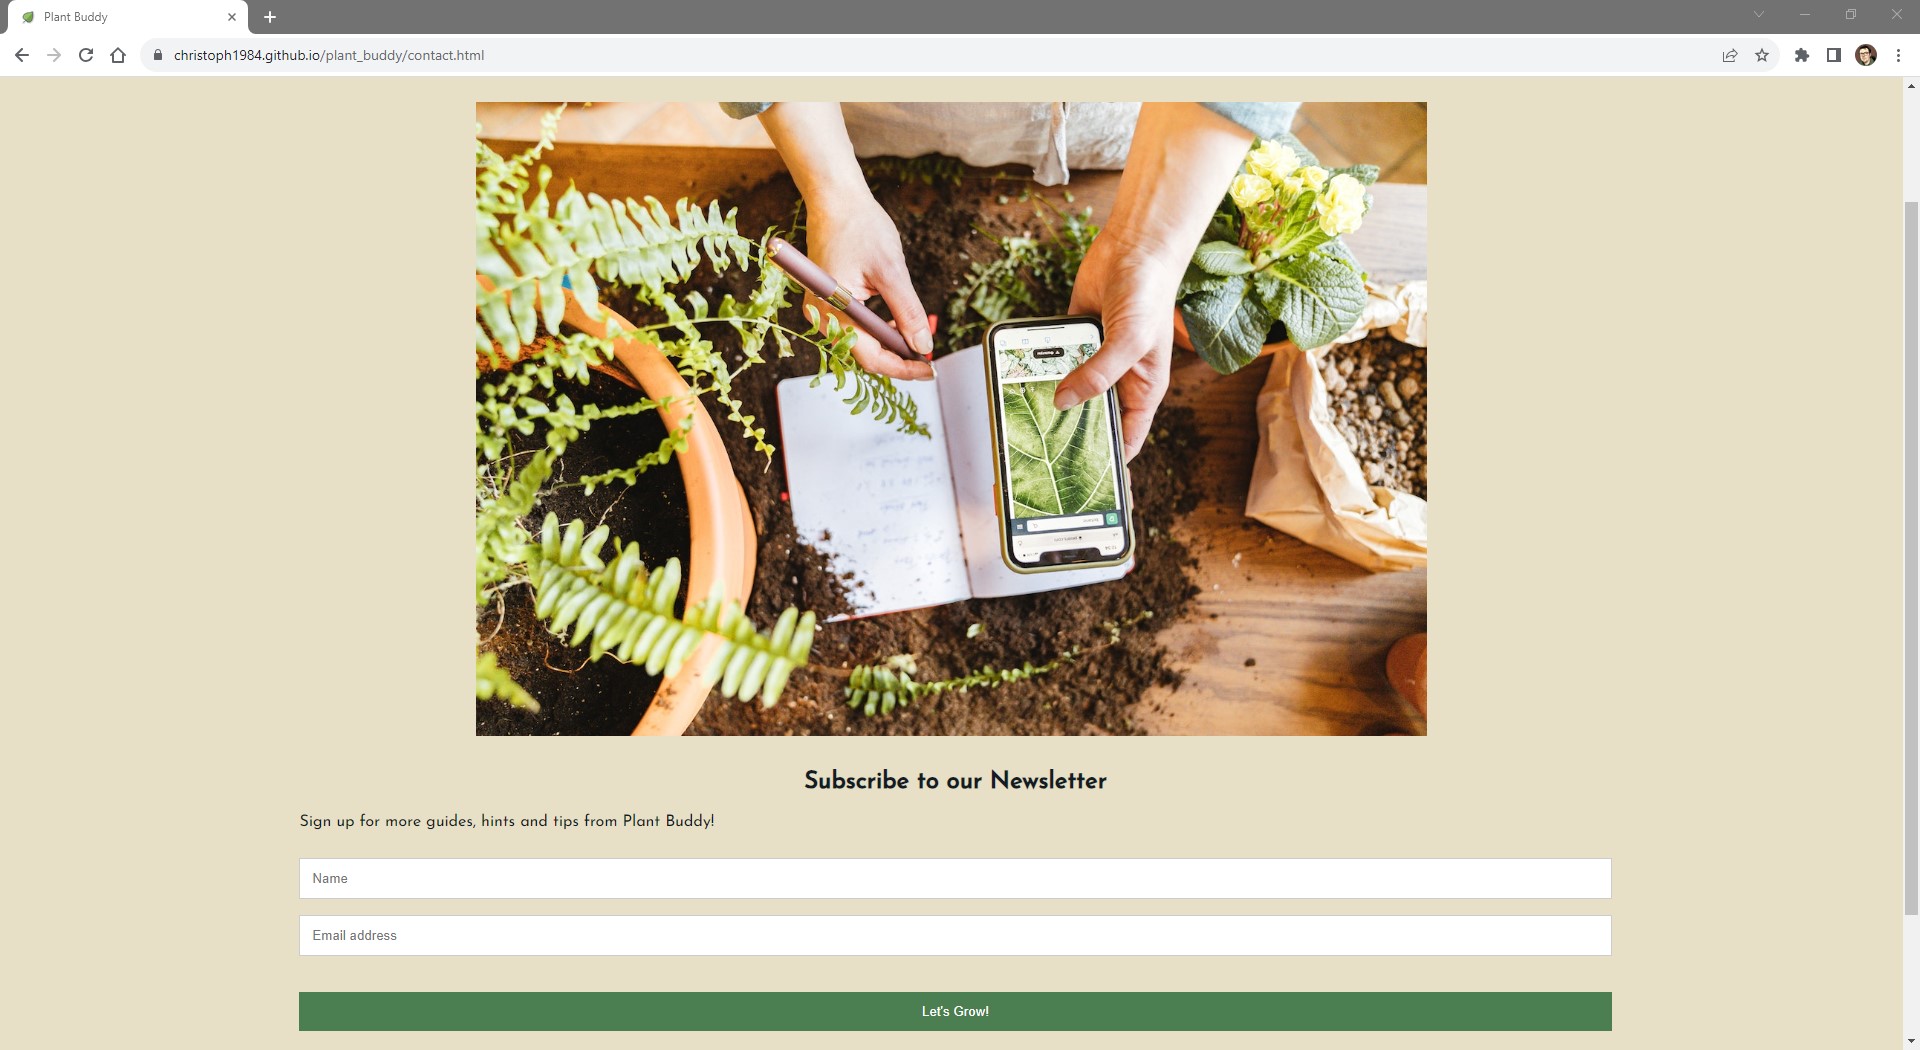 Plant Buddy
christoph1984.github.io/plant_buddy/contact.html
Subscribe to our Newsletter
Sign up for more guides, hints and tips from Plant Buddy!
Name
Email address
Let's Grow!